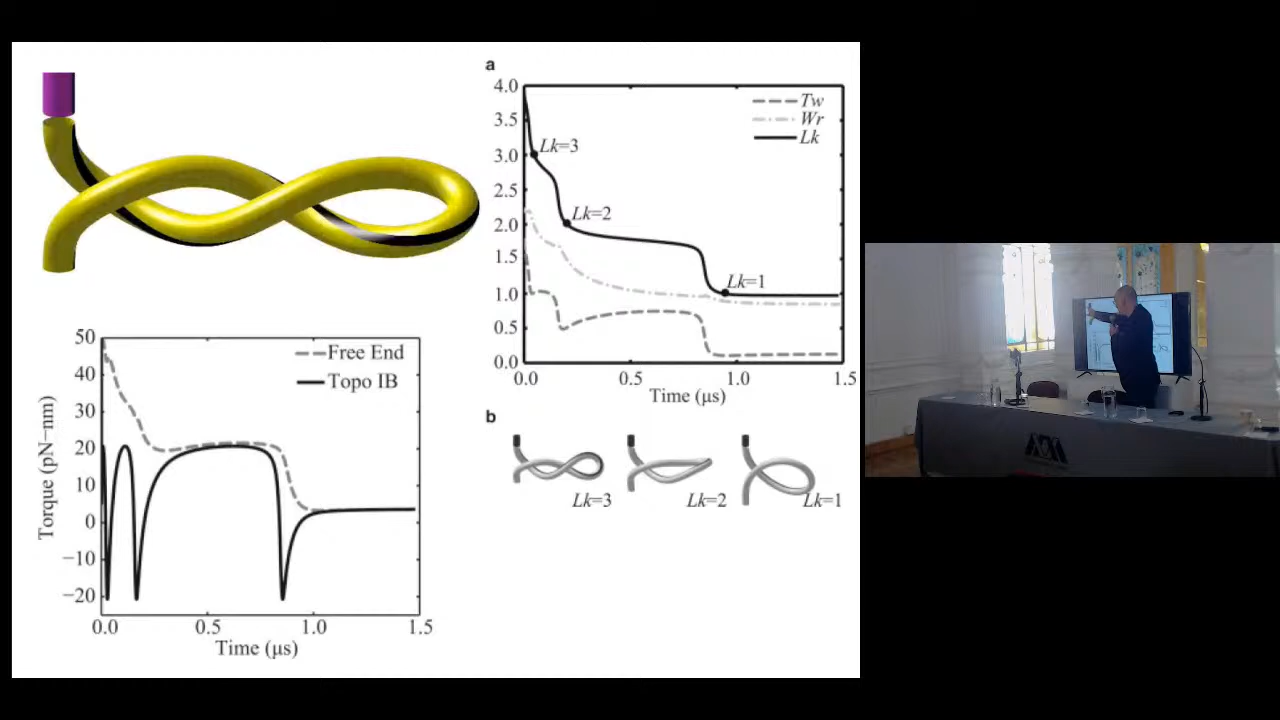 a
4.0
3.5
3.0
2.5
2.0
1.5
1.0
0.5
0.0
Tw
Wr
Lk
Lk=3
Lk=2
Lk=1
0.0 0.5 1.0 1.5
Time (μs)
b
Lk=3 Lk=2 Lk=1
50
40
30
20
10
0
−10
−20
Torque (pN−nm)
Free End
Topo IB
0.0 0.5 1.0 1.5
Time (μs)